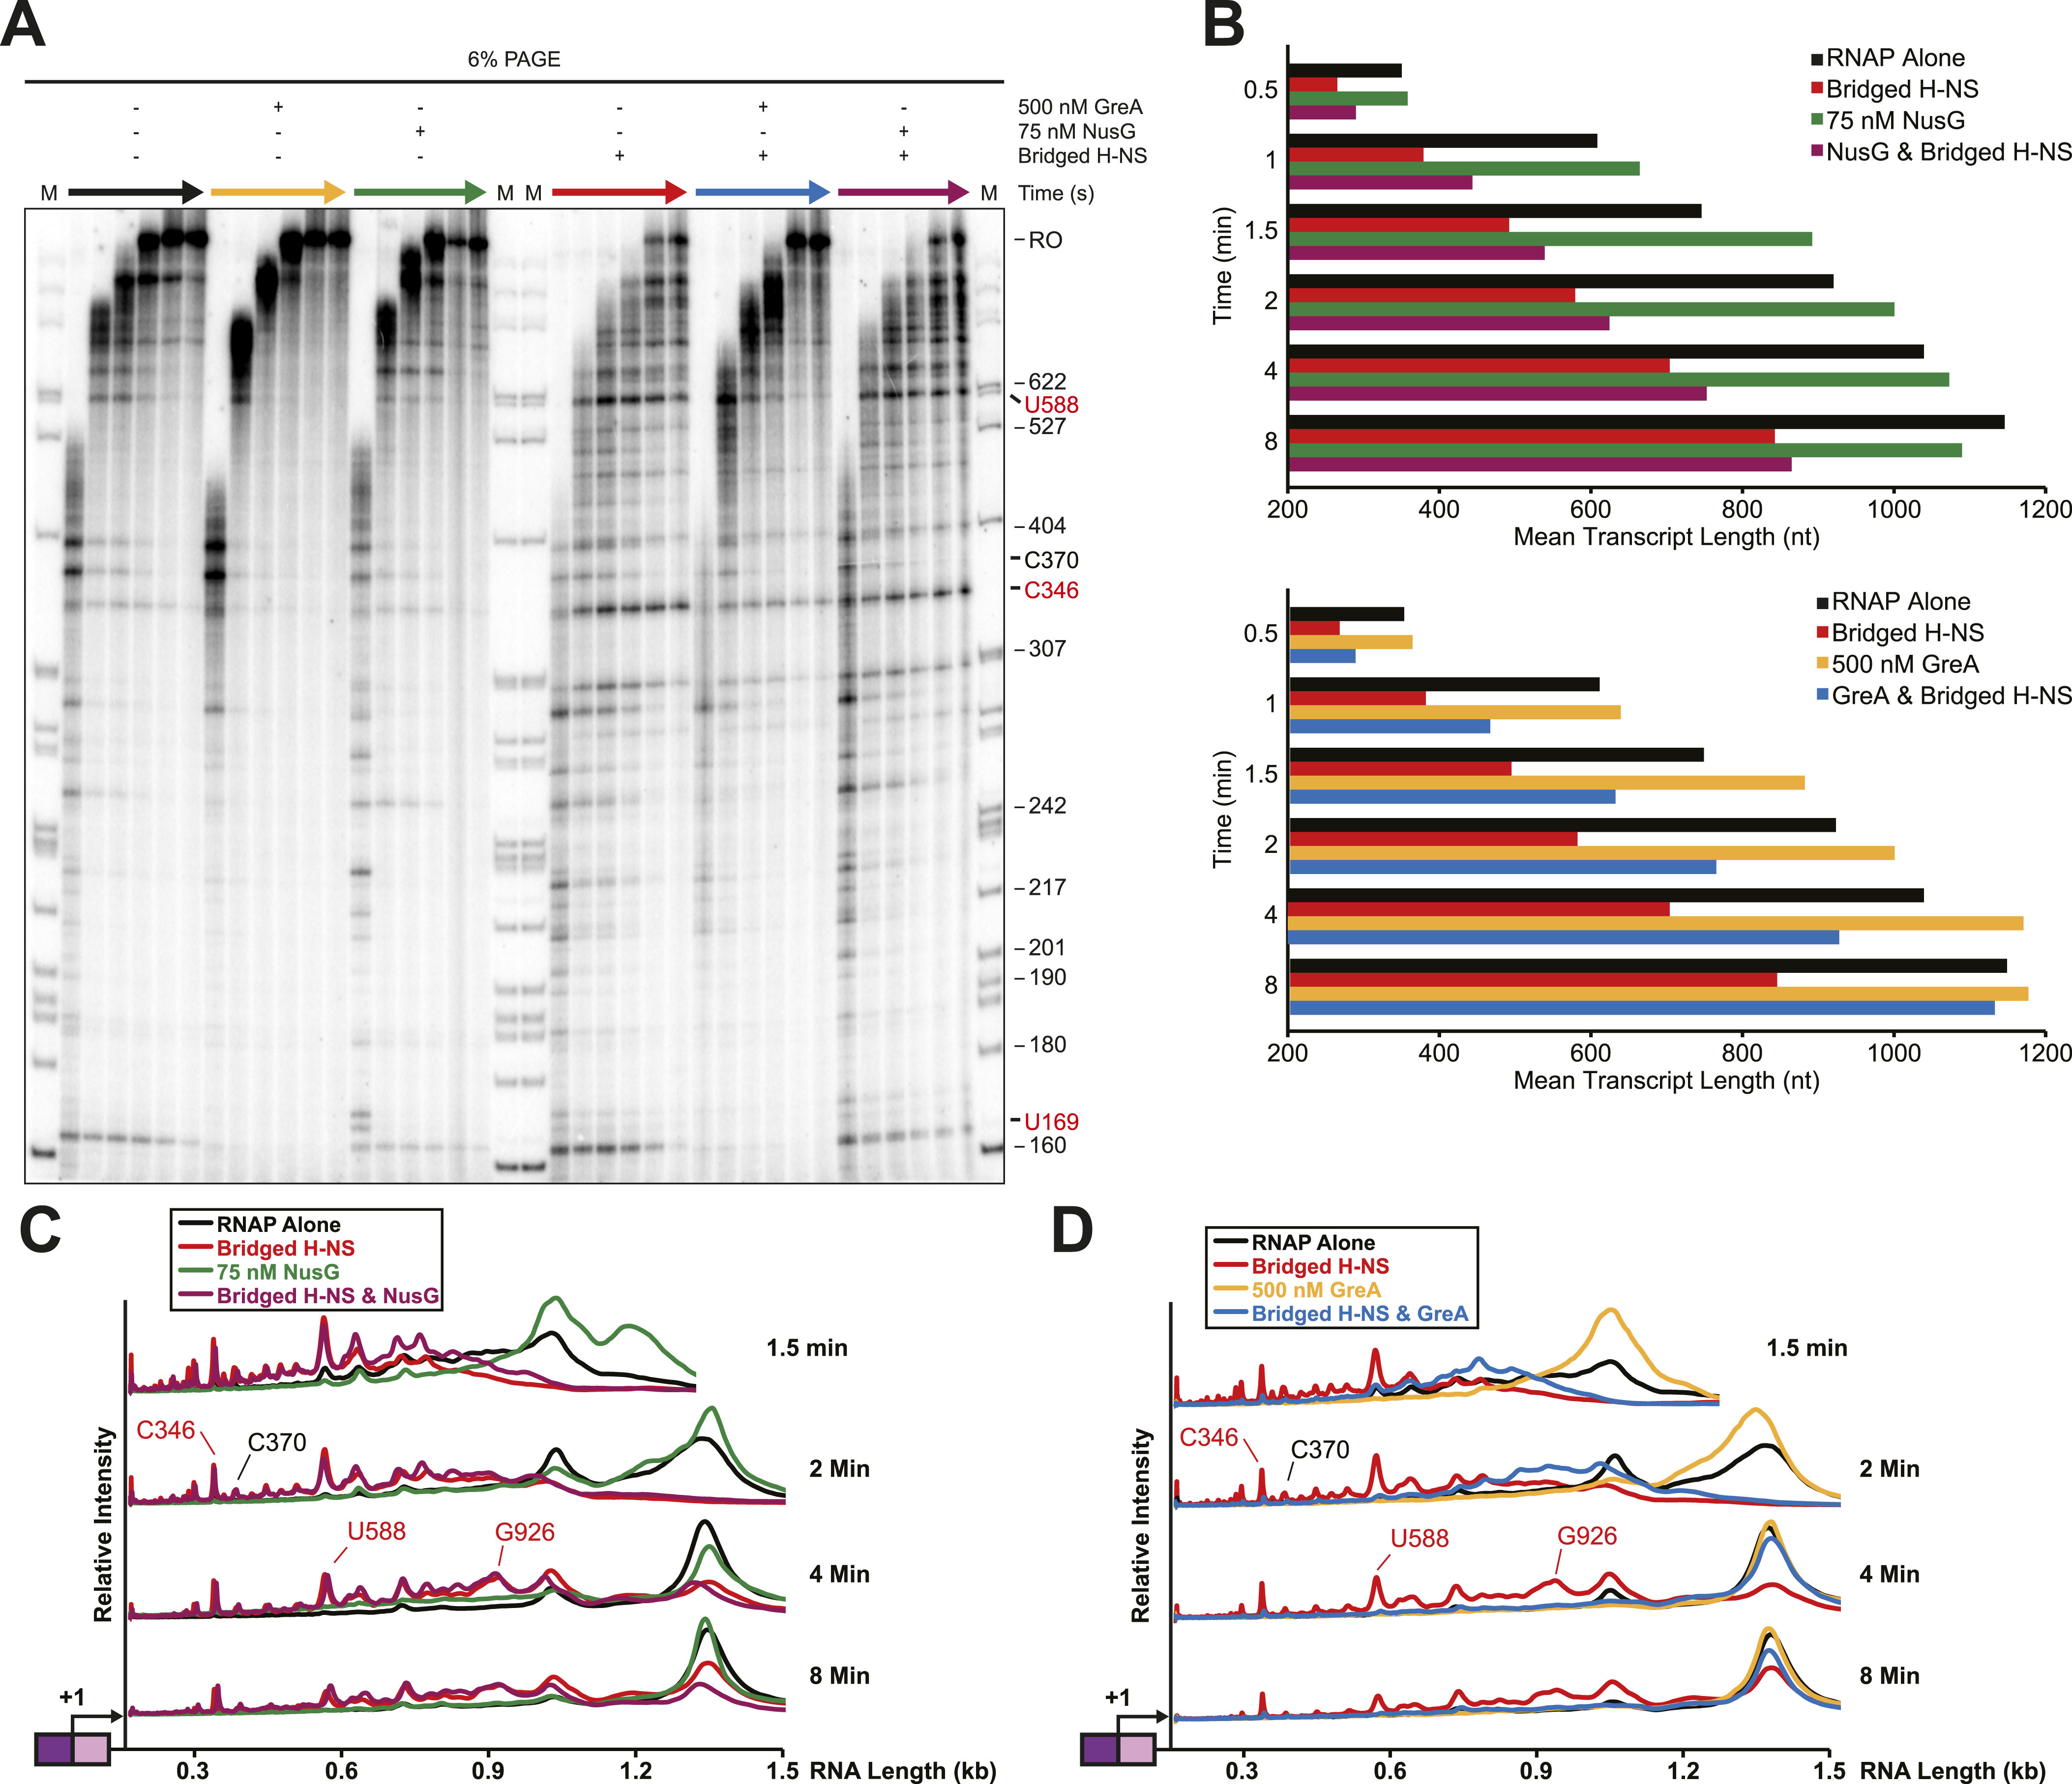 A
6% PAGE
- + - - + - 500 nM GreA
- - + - - + 75 nM NusG
- - - + + + Bridged H-NS
M M M M Time (s)
RO
622
U588
527
404
C370
C346
307
242
217
201
190
180
U169
160
B
RNAP Alone
Bridged H-NS
75 nM NusG
NusG & Bridged H-NS
Time (min)
0.5
1
1.5
2
4
8
200 400 600 800 1000 1200
Mean Transcript Length (nt)
RNAP Alone
Bridged H-NS
500 nM GreA
GreA & Bridged H-NS
Time (min)
0.5
1
1.5
2
4
8
200 400 600 800 1000 1200
Mean Transcript Length (nt)
C
RNAP Alone
Bridged H-NS
75 nM NusG
Bridged H-NS & NusG
1.5 min
C346
C370
2 Min
U588
G926
4 Min
8 Min
Relative Intensity
+1
0.3 0.6 0.9 1.2 1.5 RNA Length (kb)
D
RNAP Alone
Bridged H-NS
500 nM GreA
Bridged H-NS & GreA
1.5 min
C346
C370
2 Min
U588
G926
4 Min
8 Min
Relative Intensity
+1
0.3 0.6 0.9 1.2 1.5 RNA Length (kb)